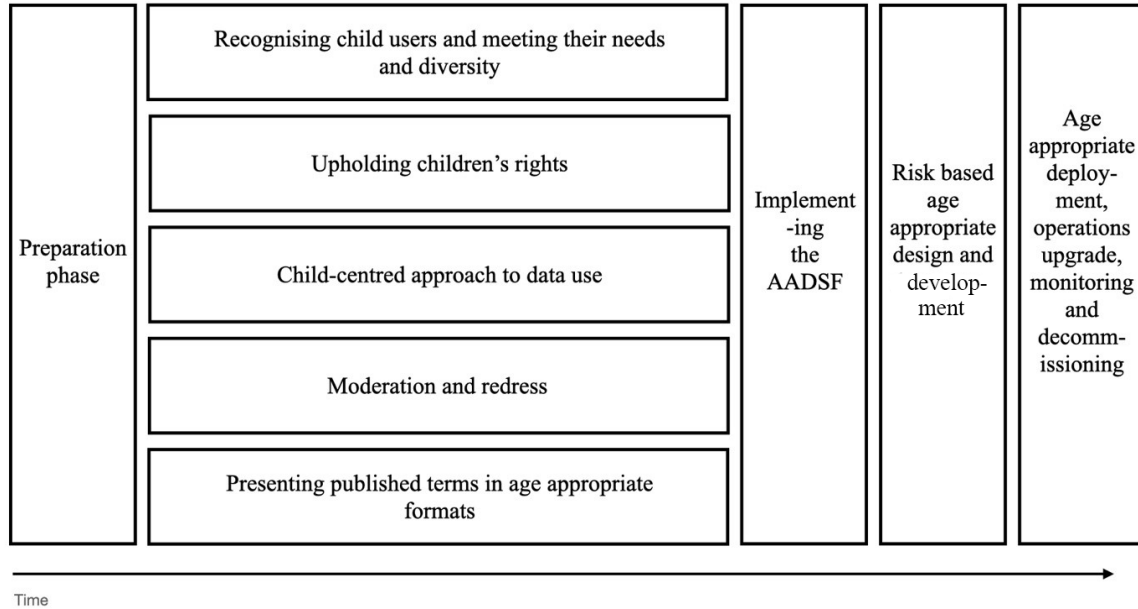 Preparation
phase
Recognising child users and meeting their needs
and diversity
Upholding children’s rights
Child-centred approach to data use
Moderation and redress
Presenting published terms in age appropriate
formats
Implement
-ing
the
AADSF
Risk based
age
appropriate
design and
develop-
ment
Age
appropriate
deploy-
ment,
operations
upgrade,
monitoring
and
decomm-
issioning
Time